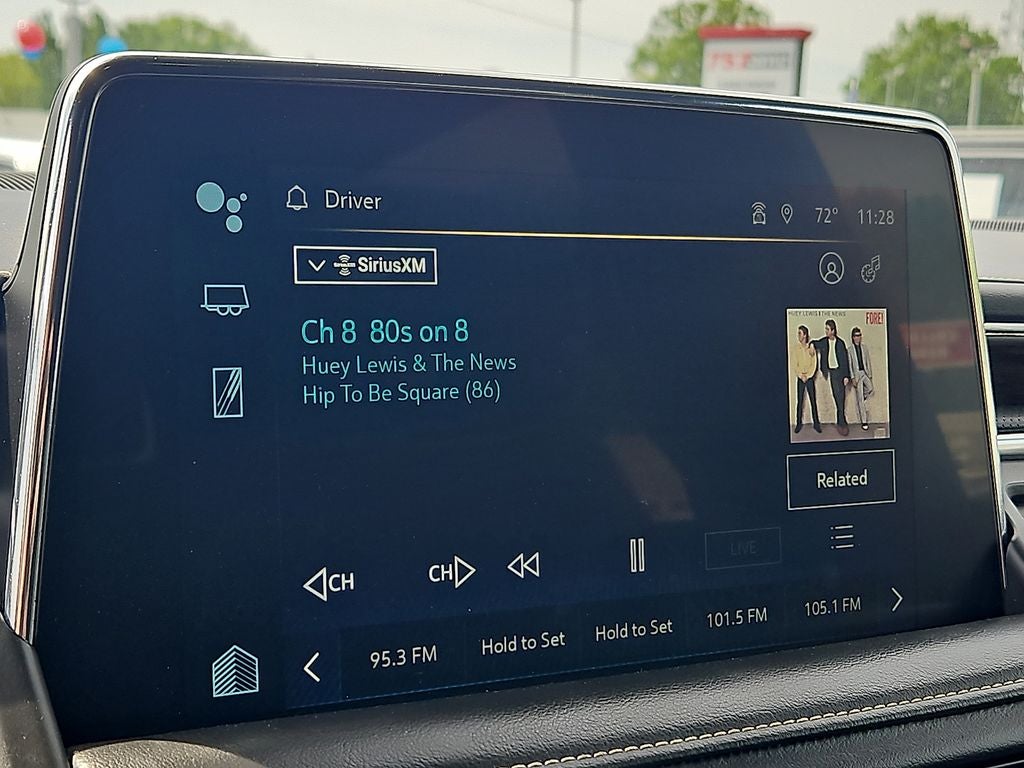 Driver
72° 11:28
SiriusXM
Ch 8 80s on 8
Huey Lewis & The News
Hip To Be Square (86)
HUEY LEWIS & THE NEWS
FORE!
Related
CH
CH
LIVE
95.3 FM
Hold to Set
Hold to Set
101.5 FM
105.1 FM